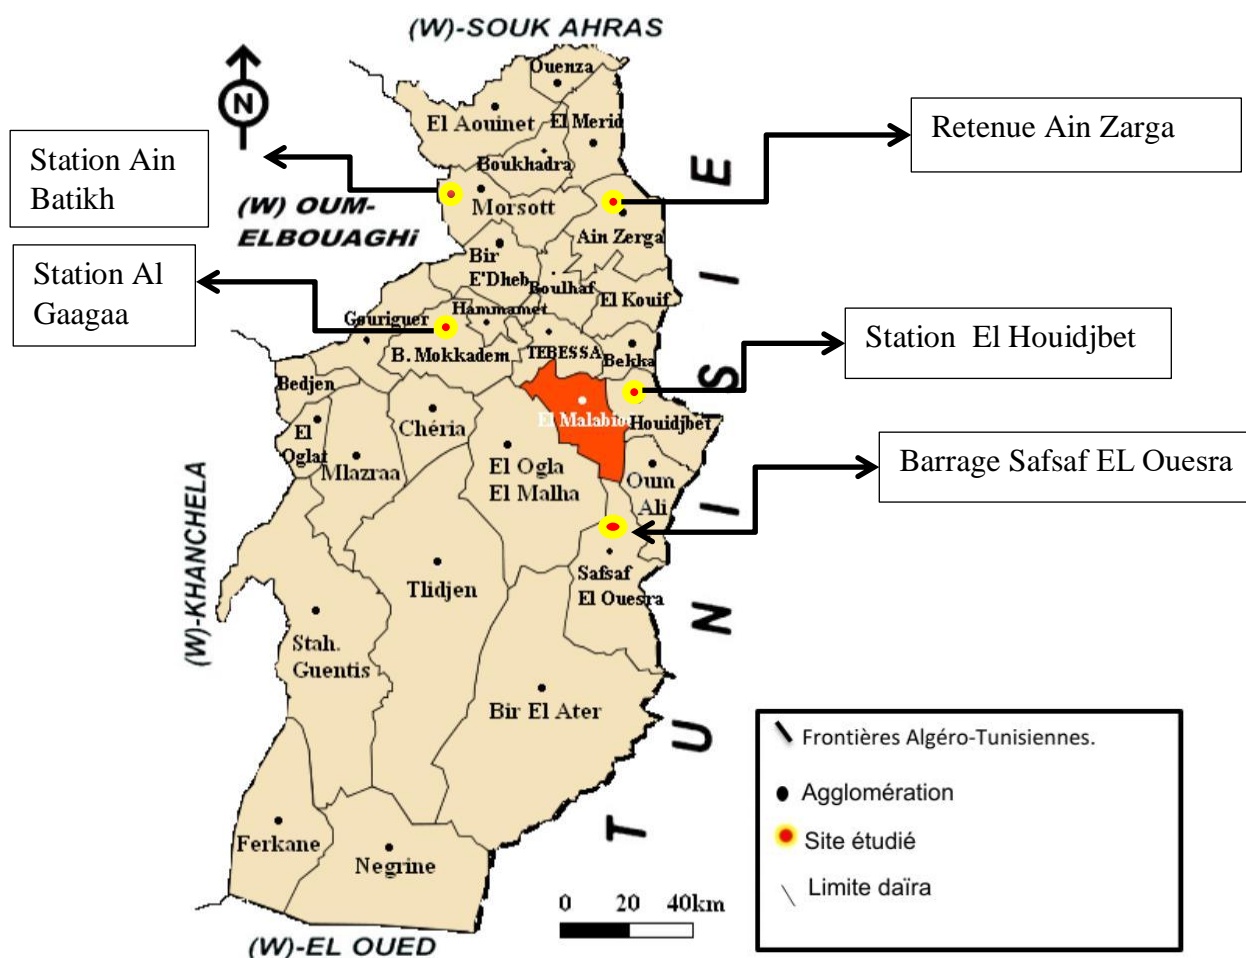 (W)-SOUK AHRAS
N
Ouenza
El Aouinet
El Merid
Boukhadra
Retenue Ain Zarga
Station Ain
Batikh
(W) OUM-
ELBOUAGHi
Morsott
Ain Zerga
Station Al
Gaagaa
Bir
E'Dheb
Boulhaf
El Kouif
Hammamet
Gouriguer
B. Mokkadem
TEBESSA
Bekka
Station El Houidjbet
Bedjen
El Malabiod
Houidjbet
Chéria
El
Oglat
Mlazraa
El Ogla
El Malha
Oum
Ali
Barrage Safsaf EL Ouesra
(W)-KHANCHELA
Tlidjen
Safsaf
El Ouesra
Stah.
Guentis
Bir El Ater
TUNISIE
Ferkane
Negrine
(W)-EL OUED
0 20 40km
Frontières Algéro-Tunisiennes.
Agglomération
Site étudié
Limite daïra